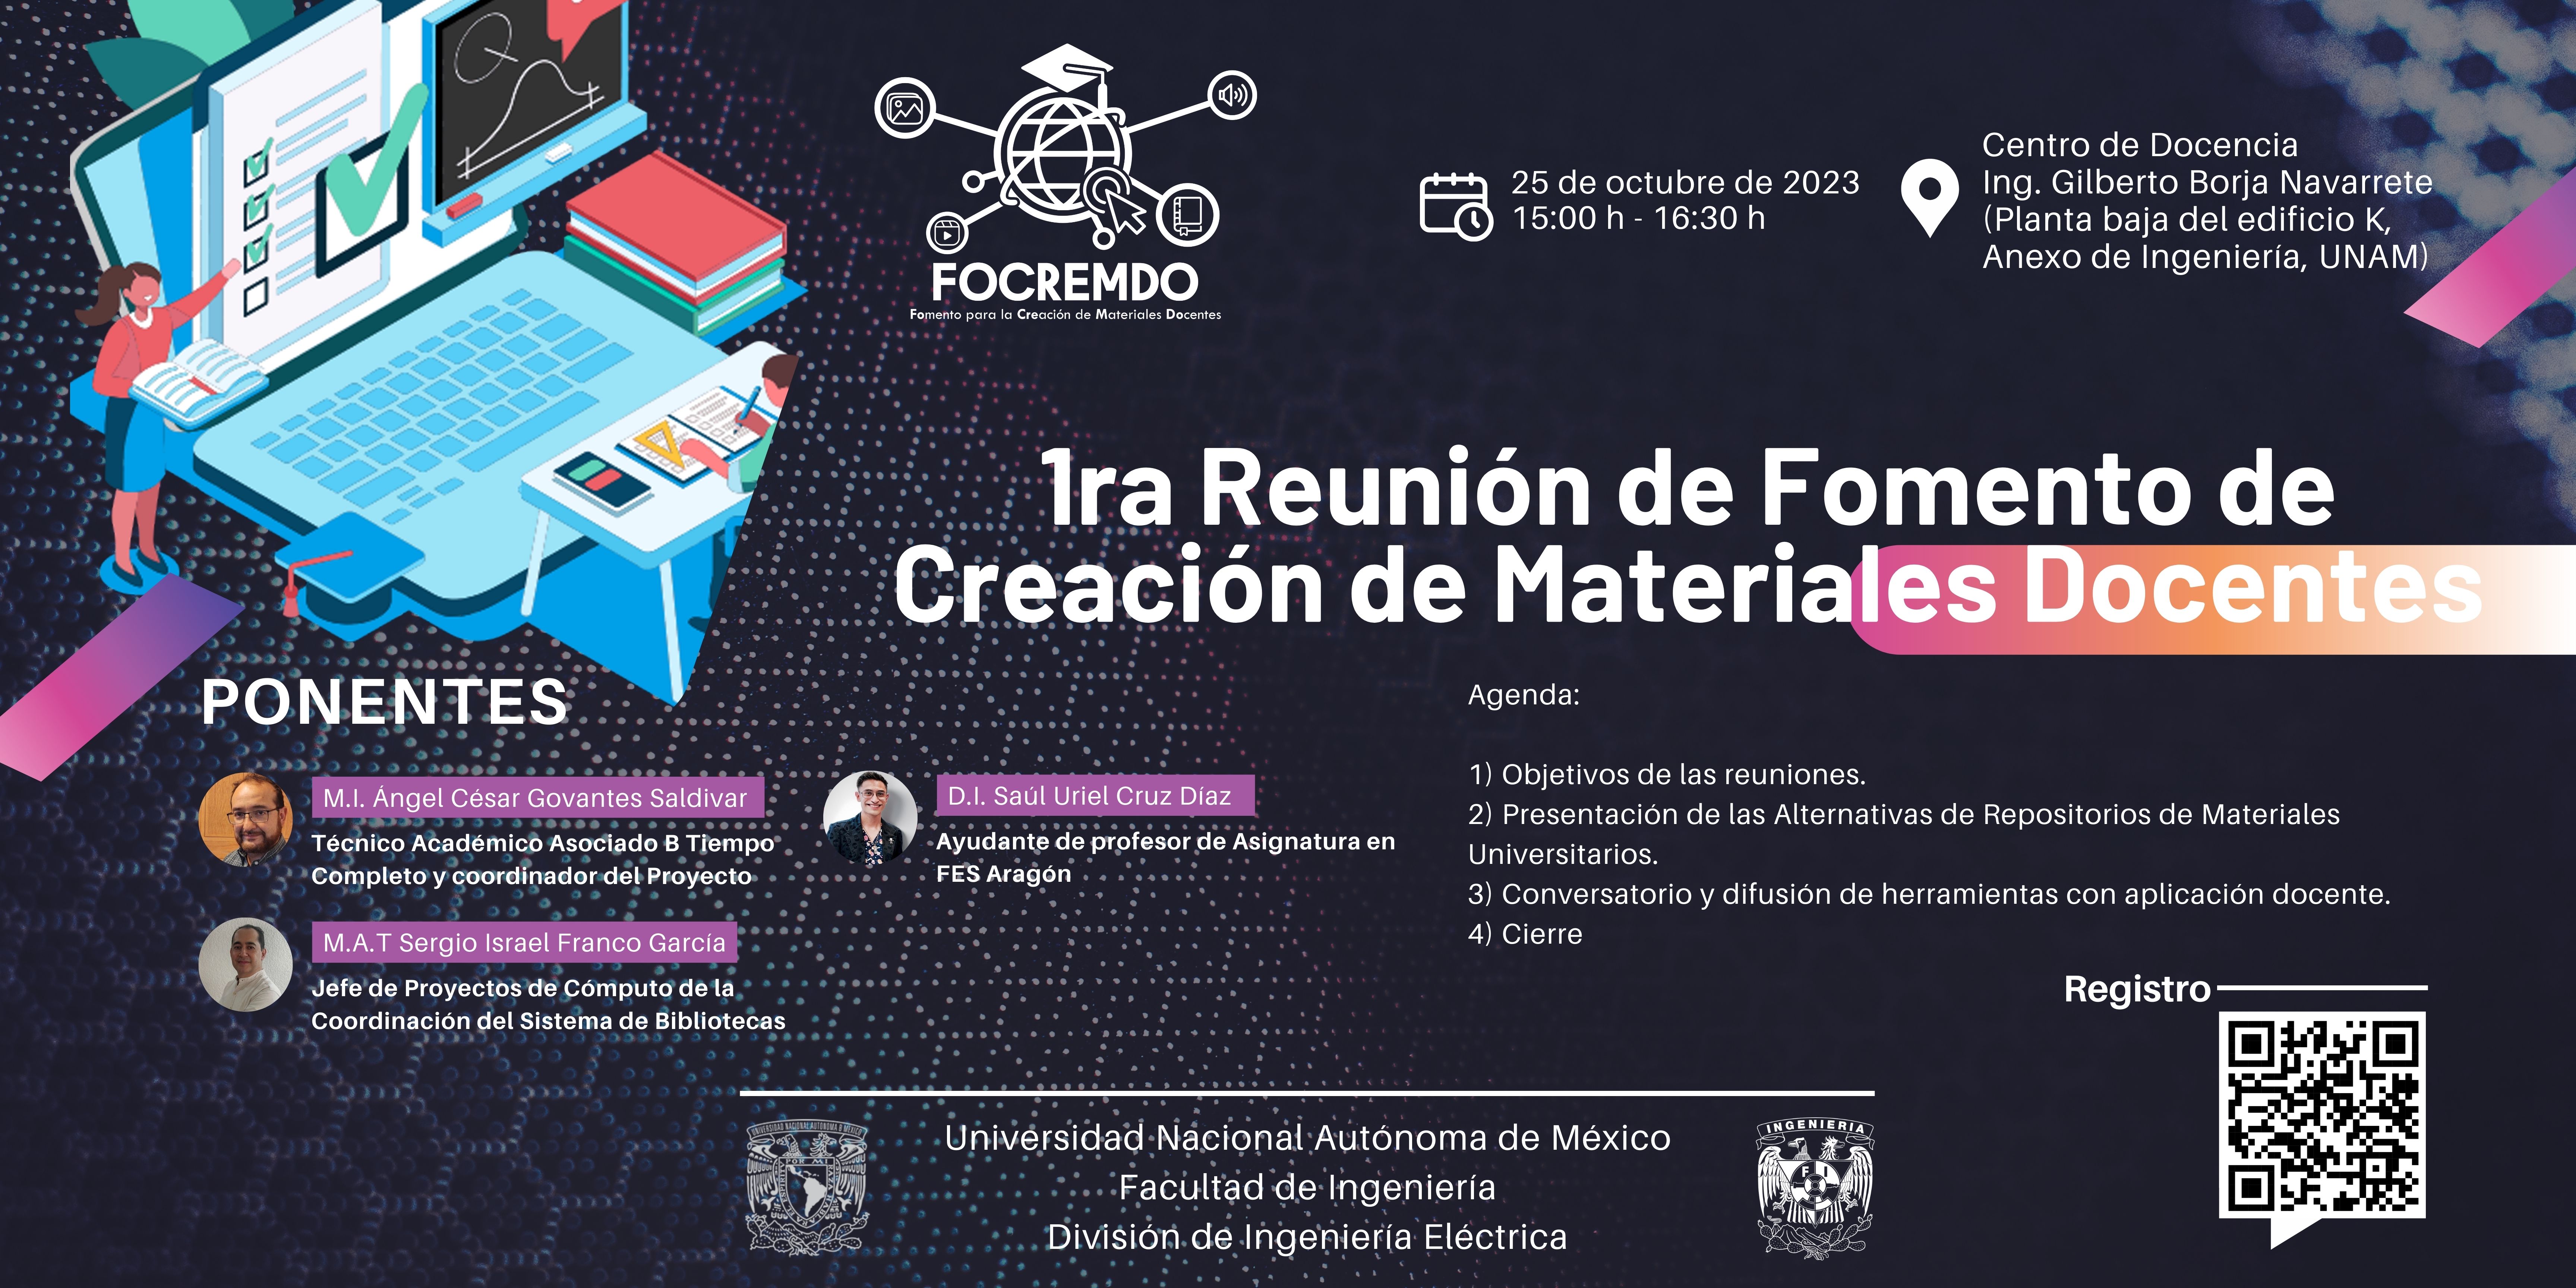 FOCREMDO
Fomento para la Creación de Materiales Docentes
25 de octubre de 2023
15:00 h - 16:30 h
Centro de Docencia
Ing. Gilberto Borja Navarrete
(Planta baja del edificio K,
Anexo de Ingeniería, UNAM)
1ra Reunión de Fomento de
Creación de Materiales Docentes
PONENTES
M.I. Ángel César Govantes Saldivar
Técnico Académico Asociado B Tiempo
Completo y coordinador del Proyecto
M.A.T Sergio Israel Franco García
Jefe de Proyectos de Cómputo de la
Coordinación del Sistema de Bibliotecas
D.I. Saúl Uriel Cruz Díaz
Ayudante de profesor de Asignatura en
FES Aragón
Agenda:
1) Objetivos de las reuniones.
2) Presentación de las Alternativas de Repositorios de Materiales
Universitarios.
3) Conversatorio y difusión de herramientas con aplicación docente.
4) Cierre
Registro
Universidad Nacional Autónoma de México
Facultad de Ingeniería
División de Ingeniería Eléctrica
INGENIERIA
F I